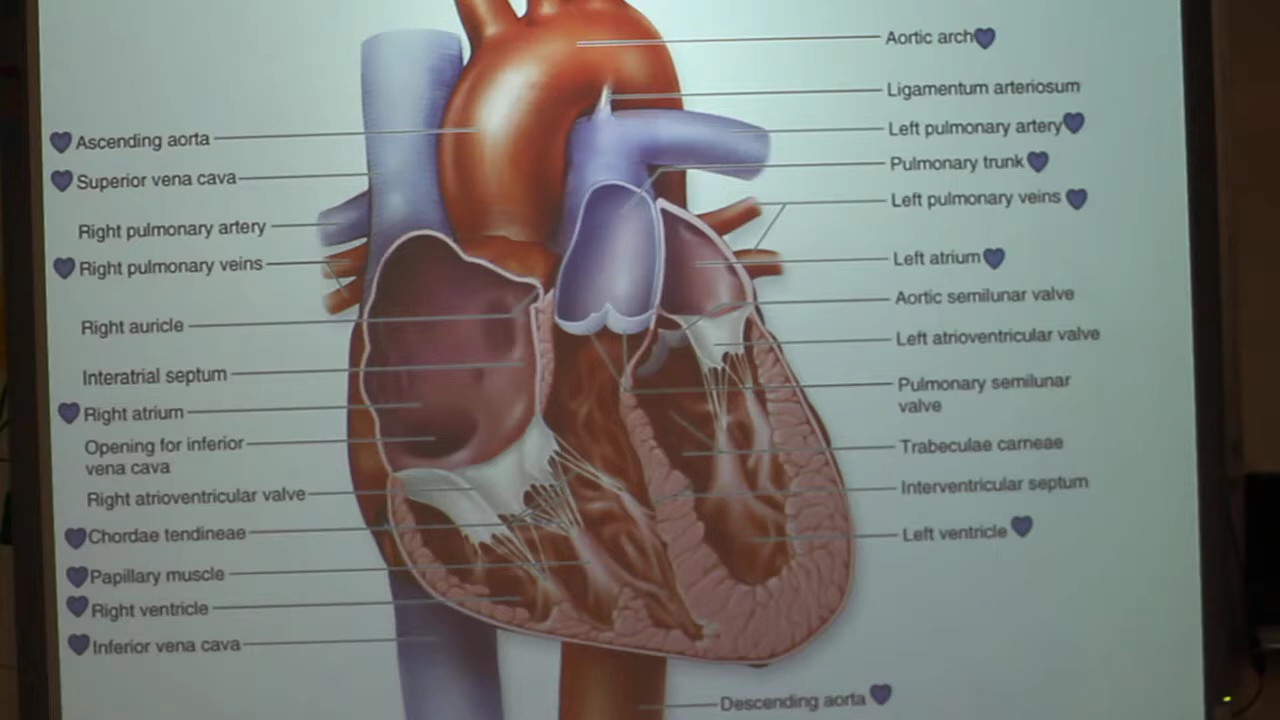 Ascending aorta
Superior vena cava
Right pulmonary artery
Right pulmonary veins
Right auricle
Interatrial septum
Right atrium
Opening for inferior
vena cava
Right atrioventricular valve
Chordae tendineae
Papillary muscle
Right ventricle
Inferior vena cava
Aortic arch
Ligamentum arteriosum
Left pulmonary artery
Pulmonary trunk
Left pulmonary veins
Left atrium
Aortic semilunar valve
Left atrioventricular valve
Pulmonary semilunar
valve
Trabeculae carneae
Interventricular septum
Left ventricle
Descending aorta